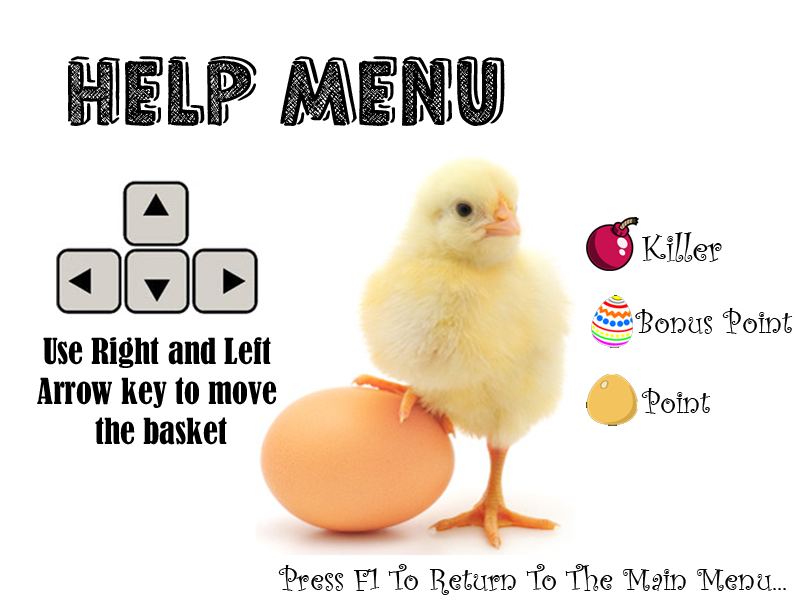 HELP MENU
Use Right and Left
Arrow key to move
the basket
Killer
Bonus Point
Point
Press F1 To Return To The Main Menu...